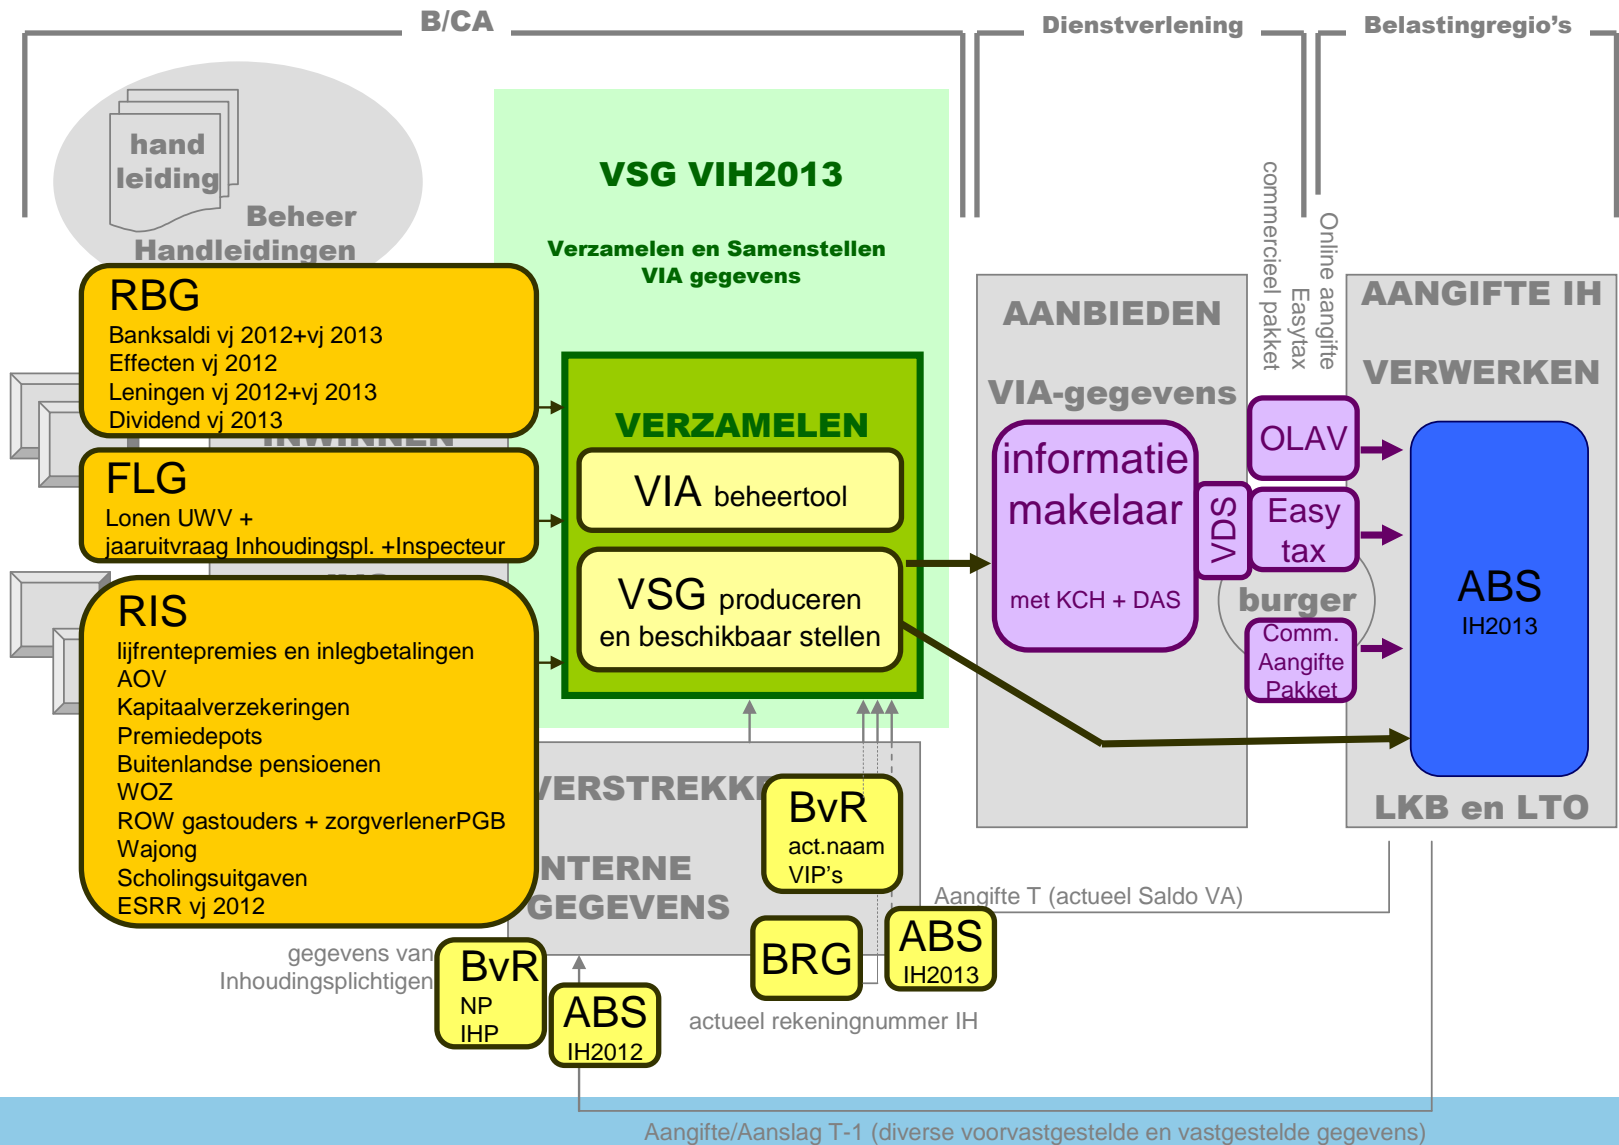 B/CA
Dienstverlening
Belastingregio's
hand
leiding
Beheer
Handleidingen
VSG VIH2013
Verzamelen en Samenstellen
VIA gegevens
RBG
Banksaldi vj 2012+vj 2013
Effecten vj 2012
Leningen vj 2012+vj 2013
Dividend vj 2013
INWINNEN
FLG
Lonen UWV +
jaaruitvraag Inhoudingspl. +Inspecteur
RIS
lijfrentepremies en inlegbetalingen
AOV
Kapitaalverzekeringen
Premiedepots
Buitenlandse pensioenen
WOZ
ROW gastouders + zorgverlenerPGB
Wajong
Scholingsuitgaven
ESRR vj 2012
VERZAMELEN
VIA beheertool
VSG produceren
en beschikbaar stellen
AANBIEDEN
VIA-gegevens
informatie
makelaar
met KCH + DAS
VDS
commercieel pakket
Easytax
Online aangifte
OLAV
Easy
tax
burger
Comm.
Aangifte
Pakket
AANGIFTE IH
VERWERKEN
ABS
IH2013
LKB en LTO
VERSTREKKE
NTERNE
GEGEVENS
BvR
act.naam
VIP's
BRG
ABS
IH2013
Aangifte T (actueel Saldo VA)
gegevens van
Inhoudingsplichtigen
BvR
NP
IHP
ABS
IH2012
actueel rekeningnummer IH
Aangifte/Aanslag T-1 (diverse voorvastgestelde en vastgestelde gegevens)